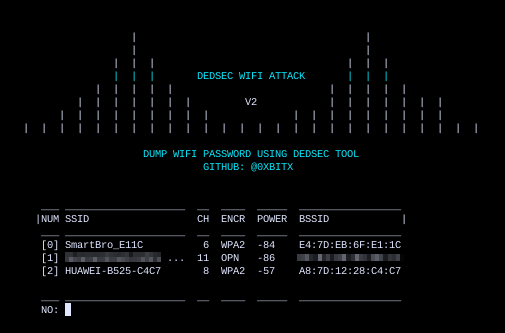 DEDSEC WIFI ATTACK
V2
DUMP WIFI PASSWORD USING DEDSEC TOOL
GITHUB: @0XBITX
|NUM SSID CH ENCR POWER BSSID |
[0] SmartBro_E11C 6 WPA2 -84 E4:7D:EB:6F:E1:1C
[1] ... 11 OPN -86
[2] HUAWEI-B525-C4C7 8 WPA2 -57 A8:7D:12:28:C4:C7
NO: